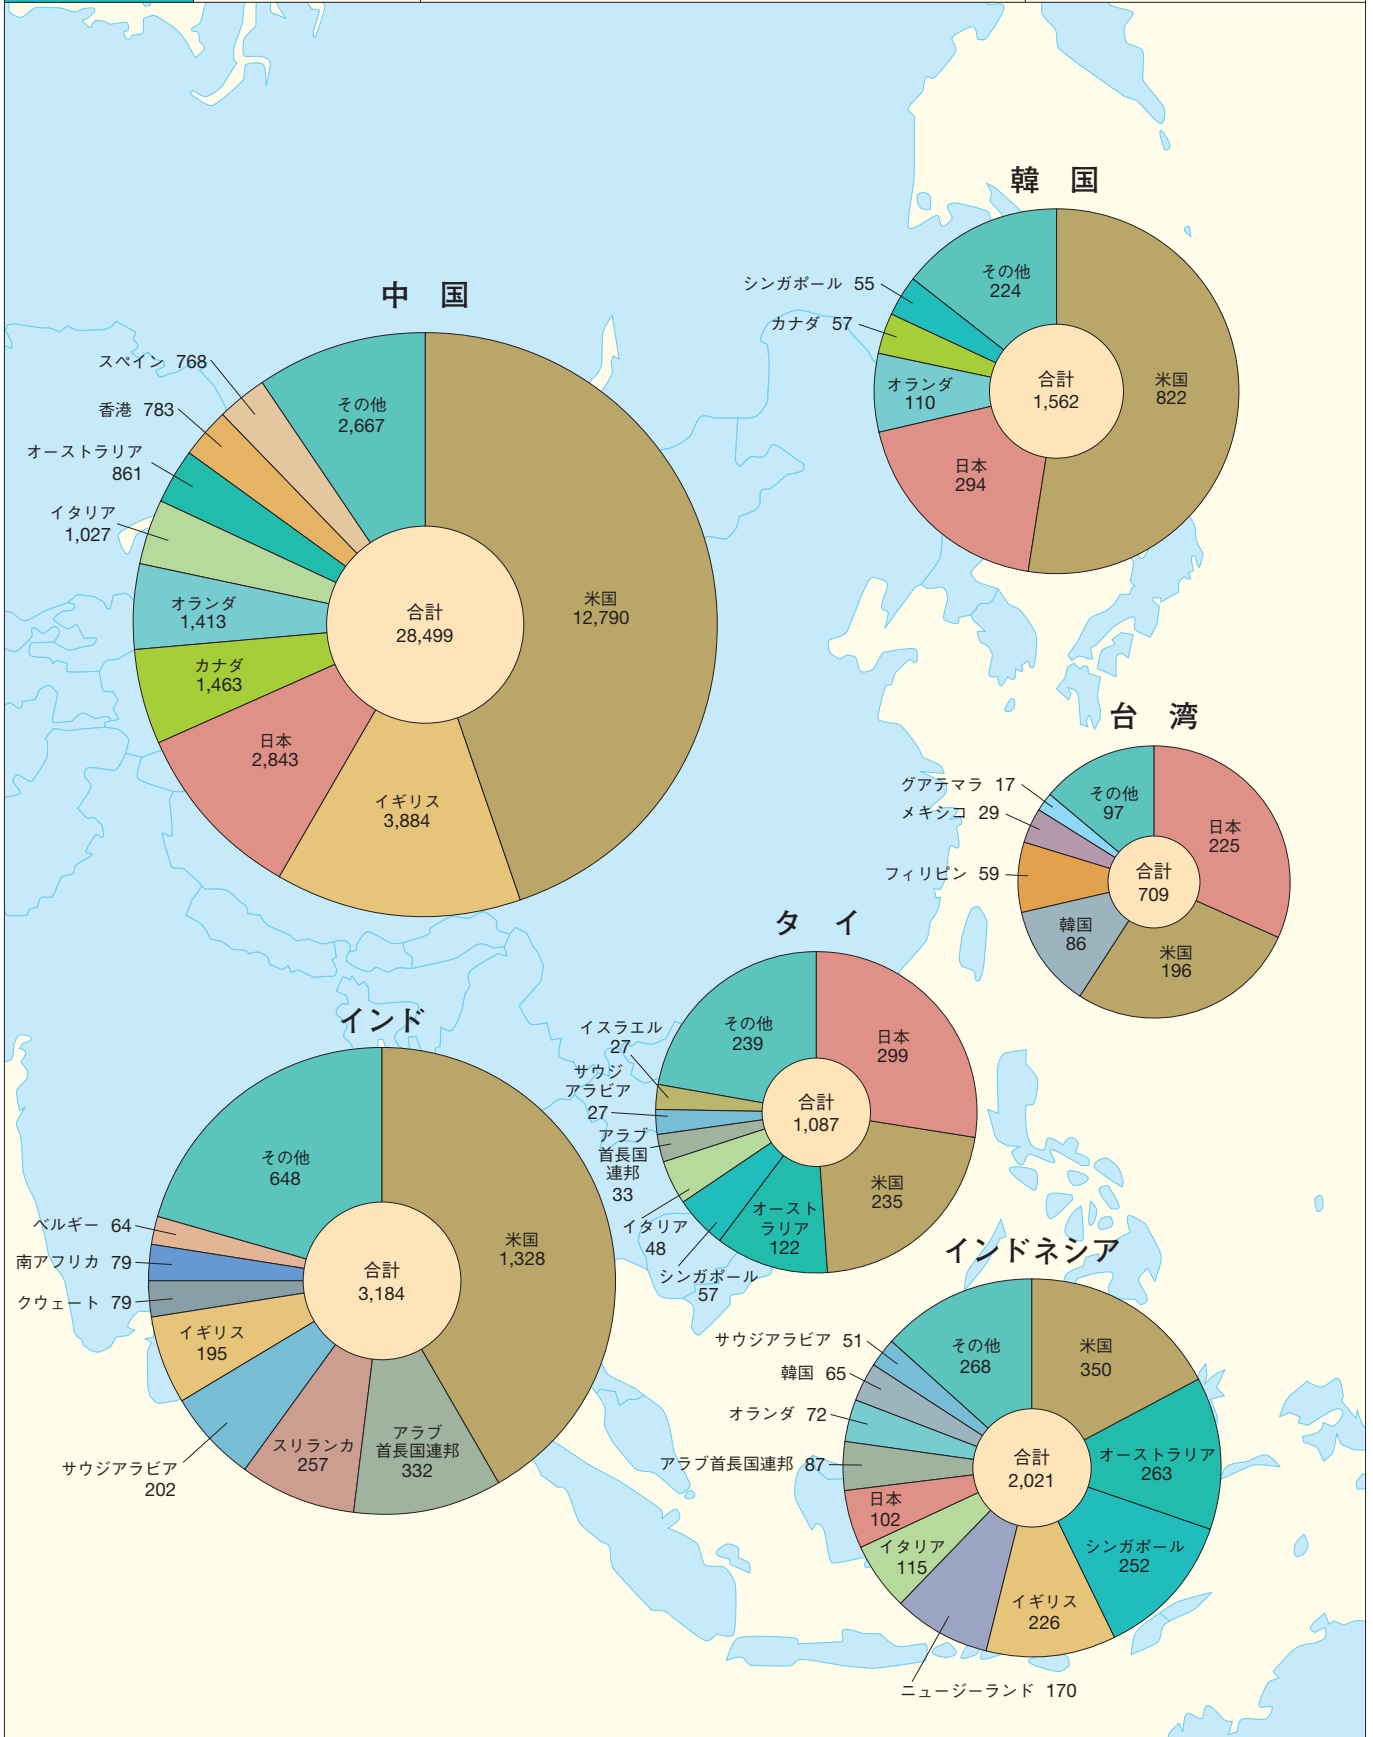 韓　国
その他
224
シンガポール 55
カナダ 57
オランダ
110
合計
1,562
米国
822
日本
294
中　国
スペイン 768
その他
2,667
香港 783
オーストラリア
861
イタリア
1,027
オランダ
1,413
米国
12,790
合計
28,499
カナダ
1,463
日本
2,843
イギリス
3,884
台　湾
グアテマラ 17
その他
97
メキシコ 29
日本
225
フィリピン 59
合計
709
韓国
86
米国
196
タ　イ
イスラエル
27
その他
239
日本
299
サウジ
アラビア
27
合計
1,087
アラブ
首長国
連邦
33
米国
235
イタリア
48
オースト
ラリア
122
シンガポール
57
インド
その他
648
ベルギー 64
米国
1,328
南アフリカ 79
合計
3,184
クウェート 79
イギリス
195
サウジアラビア
202
スリランカ
257
アラブ
首長国連邦
332
インドネシア
サウジアラビア 51
その他
268
米国
350
韓国 65
オランダ 72
オーストラリア
263
アラブ首長国連邦 87
合計
2,021
日本
102
イタリア
115
シンガポール
252
イギリス
226
ニュージーランド 170